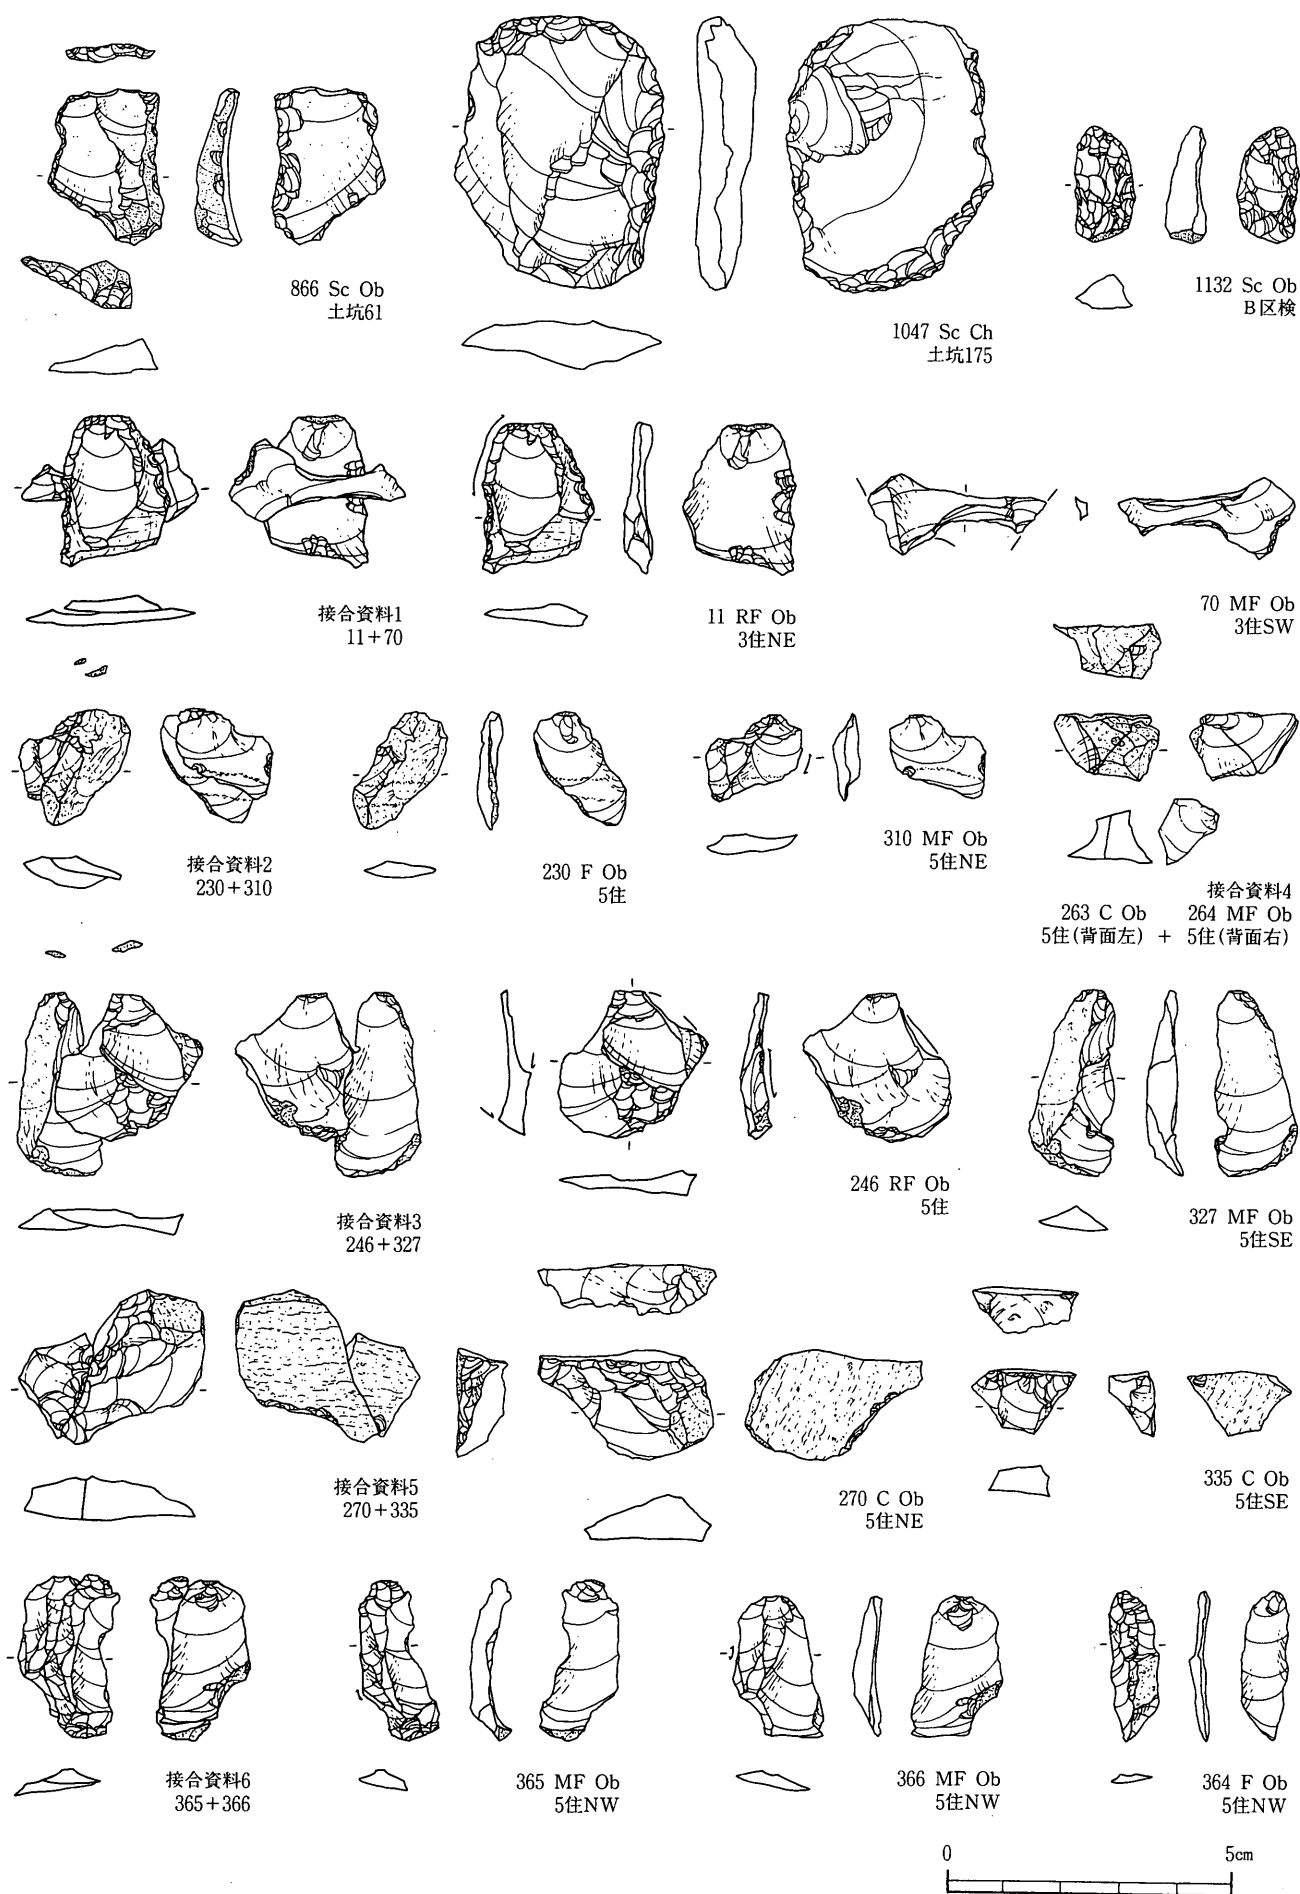 866 Sc Ob
土坑61
1047 Sc Ch
土坑175
1132 Sc Ob
B区検
接合資料1
11+70
11 RF Ob
3住NE
70 MF Ob
3住SW
接合資料2
230+310
230 F Ob
5住
310 MF Ob
5住NE
接合資料4
263 C Ob 264 MF Ob
5住(背面左) + 5住(背面右)
接合資料3
246+327
246 RF Ob
5住
327 MF Ob
5住SE
接合資料5
270+335
270 C Ob
5住NE
335 C Ob
5住SE
接合資料6
365+366
365 MF Ob
5住NW
366 MF Ob
5住NW
364 F Ob
5住NW
0 5cm